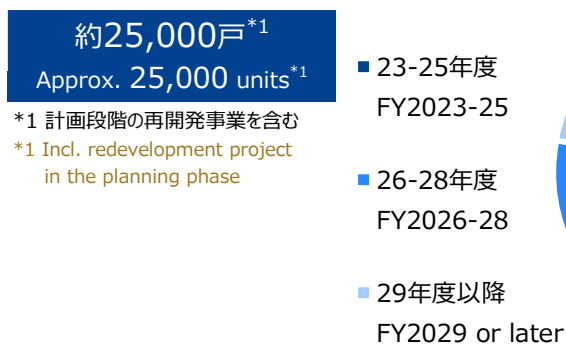 約25,000戸*1
Approx. 25,000 units*1
*1 計画段階の再開発事業を含む
*1 Incl. redevelopment project
in the planning phase
23-25年度
FY2023-25
26-28年度
FY2026-28
29年度以降
FY2029 or later